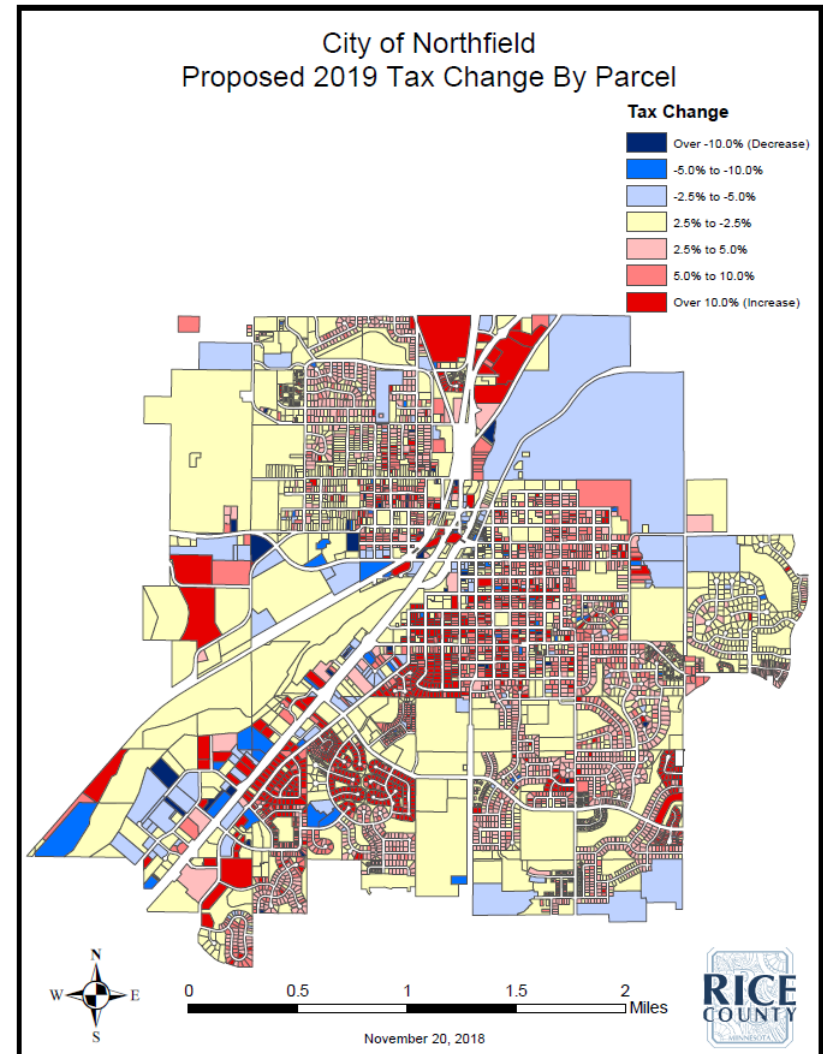 City of Northfield
Proposed 2019 Tax Change By Parcel
Tax Change
Over -10.0% (Decrease)
-5.0% to -10.0%
-2.5% to -5.0%
2.5% to -2.5%
2.5% to 5.0%
5.0% to 10.0%
Over 10.0% (Increase)
N
W E
S
0 0.5 1 1.5 2
Miles
November 20, 2018
RICE
COUNTY
MINNESOTA